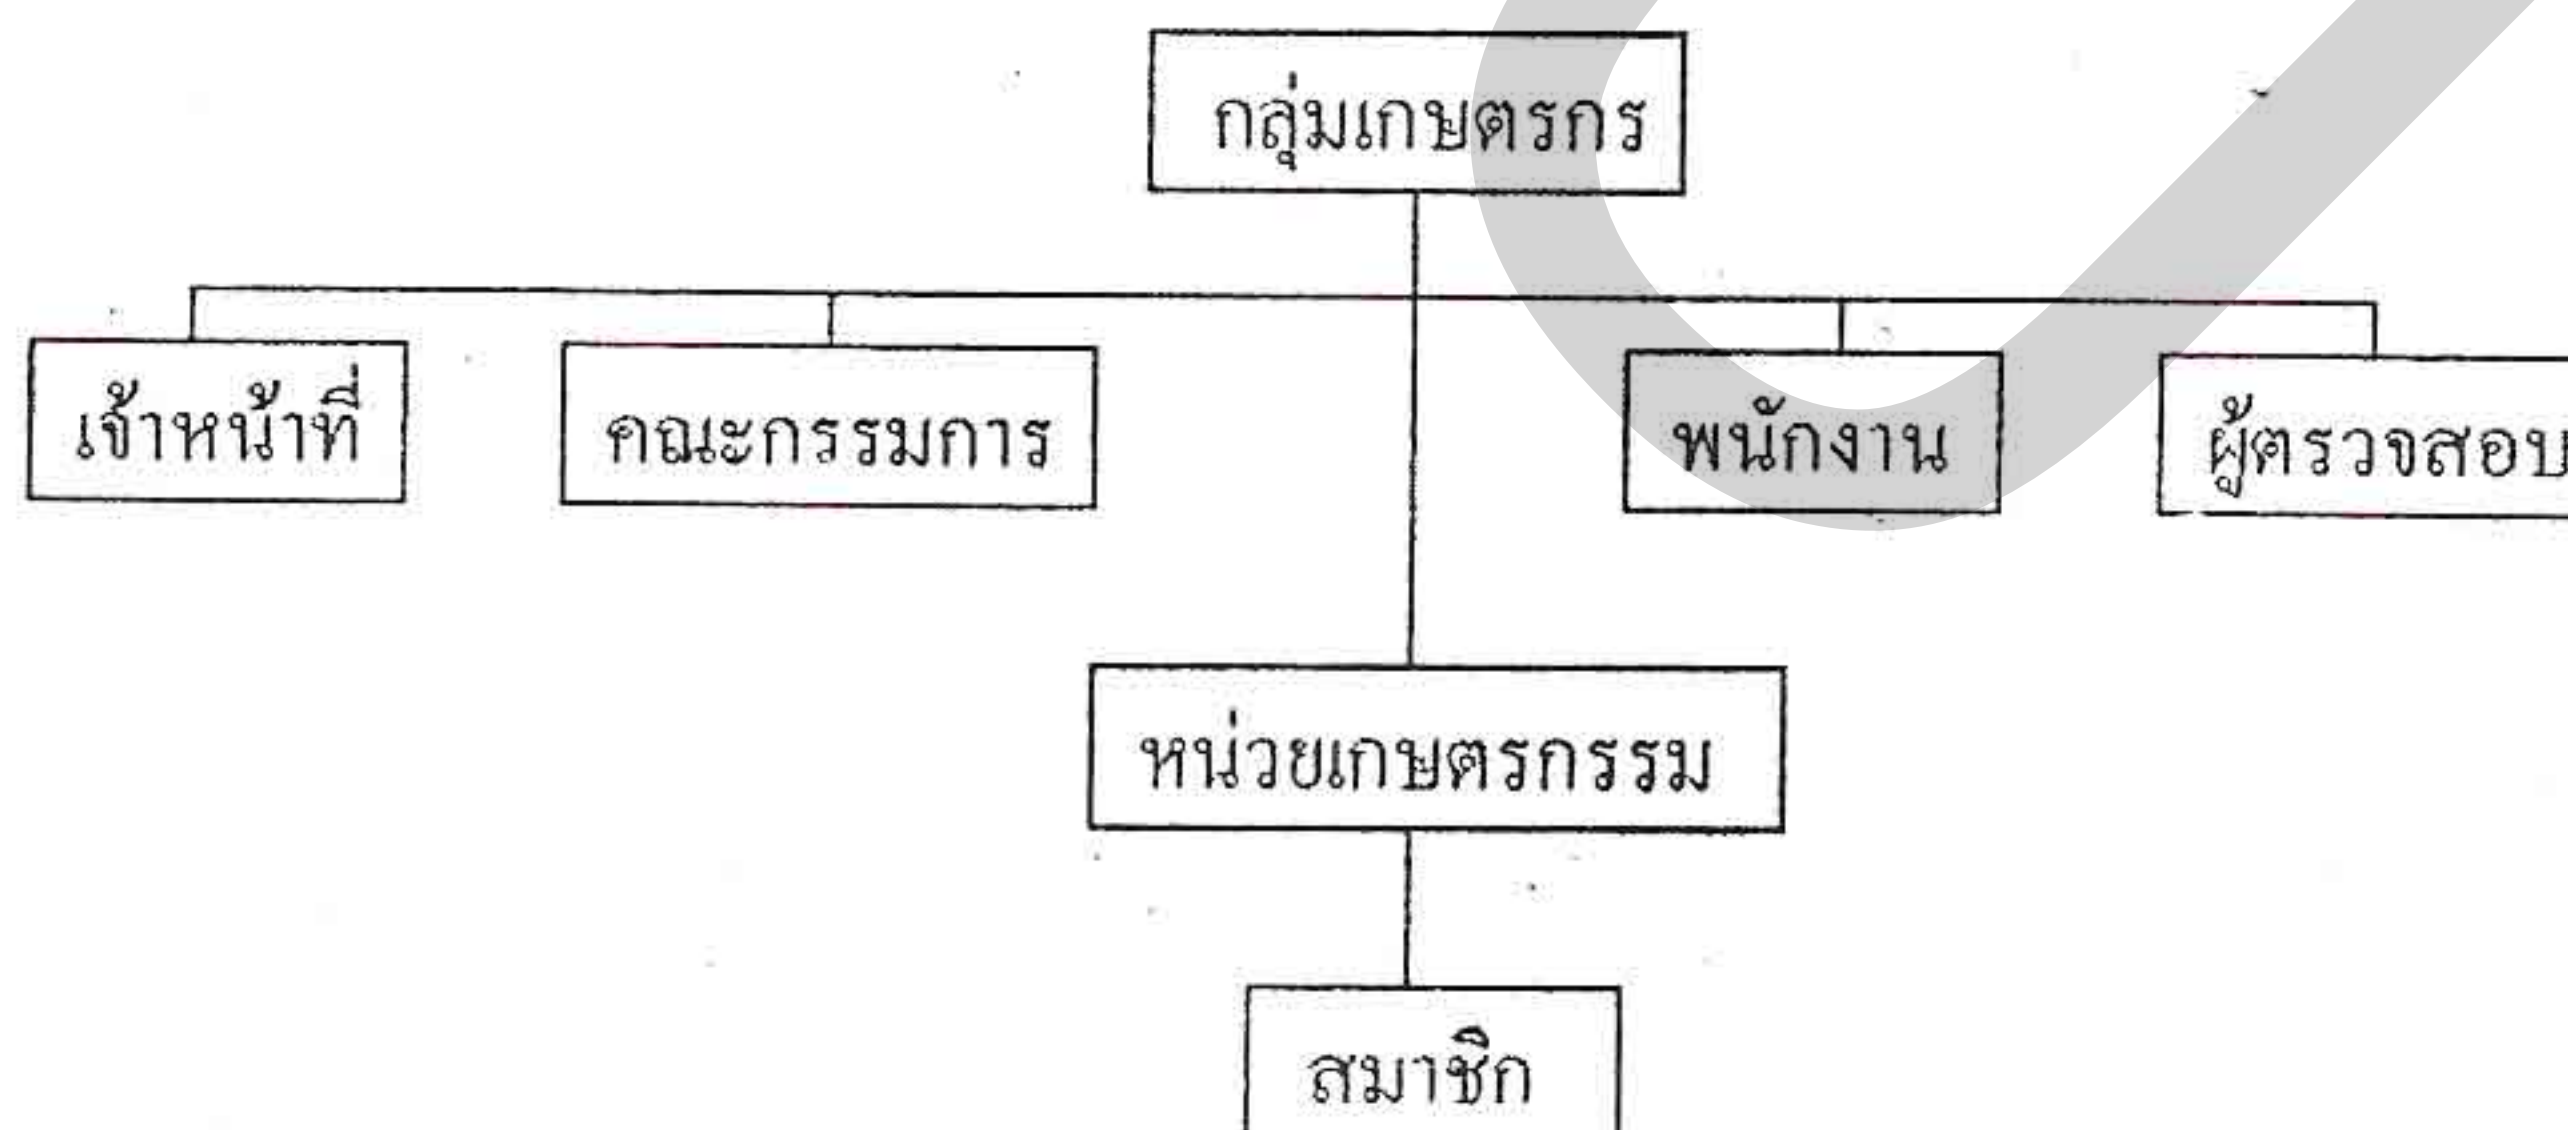 กลุ่มเกษตรกร
เจ้าหน้าที่ คณะกรรมการ พนักงาน ผู้ตรวจสอบ
หน่วยเกษตรกรรม
สมาชิก